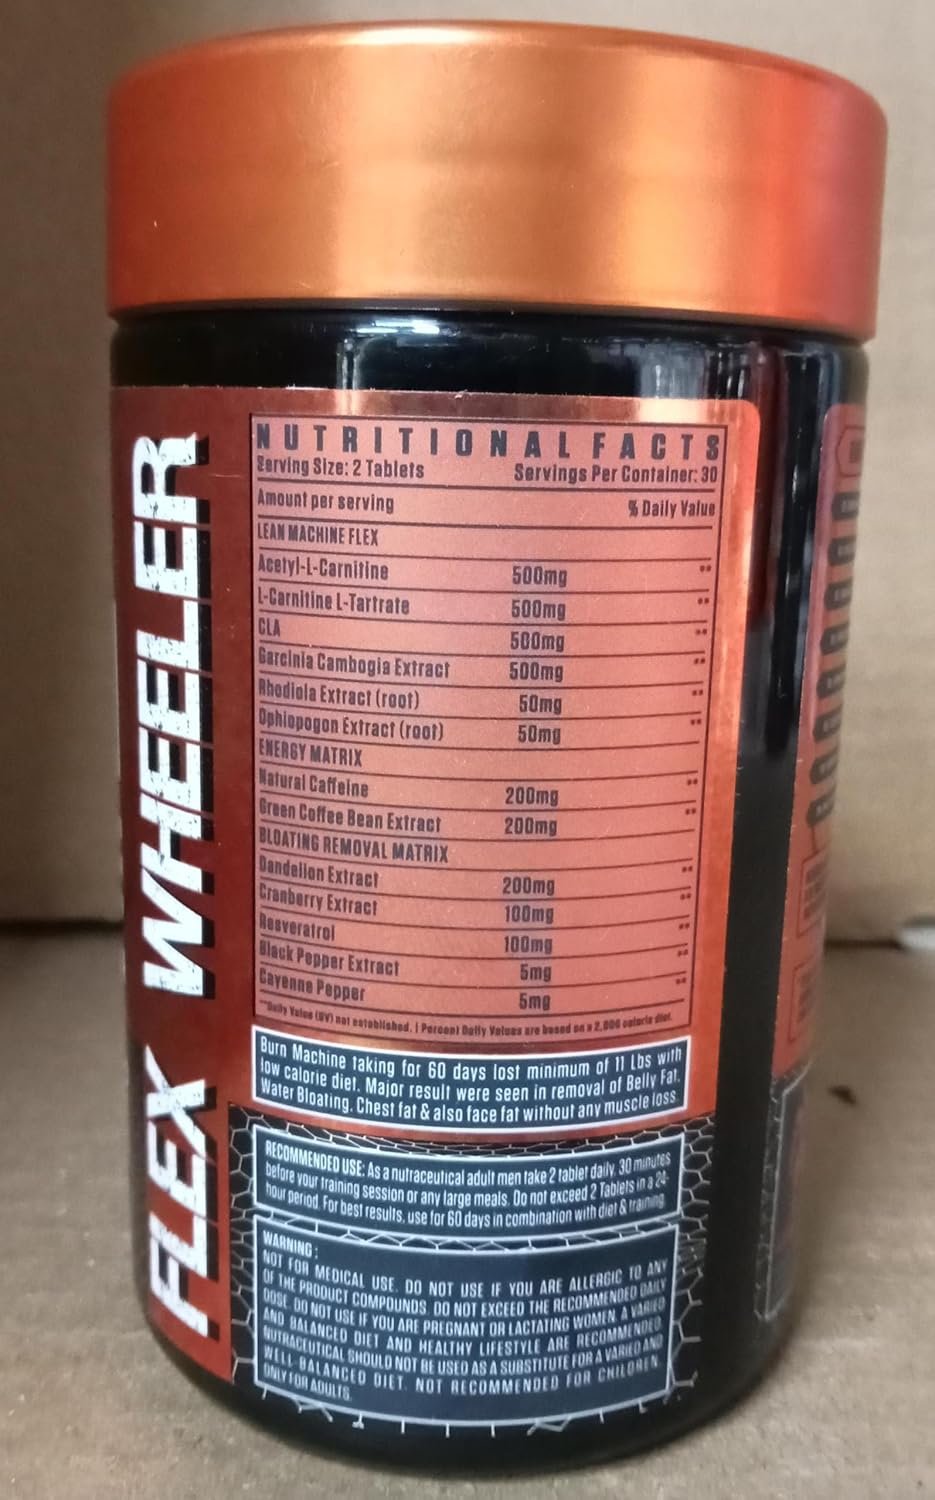 FLEX WHEELER
NUTRITIONAL FACTS
Serving Size: 2 Tablets Servings Per Container: 30
Amount per serving % Daily Value
LEAN MACHINE FLEX
Acetyl-L-Carnitine 500mg **
L-Carnitine L-Tartrate 500mg **
CLA 500mg **
Garcinia Cambogia Extract 500mg **
Rhodiola Extract (root) 50mg **
Ophiopogon Extract (root) 50mg **
ENERGY MATRIX
Natural Caffeine 200mg **
Green Coffee Bean Extract 200mg **
BLOATING REMOVAL MATRIX
Dandelion Extract 200mg **
Cranberry Extract 100mg **
Resveratrol 100mg **
Black Pepper Extract 5mg **
Cayenne Pepper 5mg **
**Daily Value (DV) not established. | Percent Daily Values are based on a 2,000 calorie diet.
Burn Machine taking for 60 days lost minimum of 11 Lbs with
low calorie diet. Major result were seen in removal of Belly Fat,
Water Bloating, Chest fat & also face fat without any muscle loss
RECOMMENDED USE: As a nutraceutical adult men take 2 tablet daily, 30 minutes
before your training session or any large meals. Do not exceed 2 Tablets in a 24-
hour period. For best results, use for 60 days in combination with diet & training
WARNING :
NOT FOR MEDICAL USE. DO NOT USE IF YOU ARE ALLERGIC TO ANY
OF THE PRODUCT COMPOUNDS. DO NOT EXCEED THE RECOMMENDED DAILY
DOSE. DO NOT USE IF YOU ARE PREGNANT OR LACTATING WOMEN. A VARIED
AND BALANCED DIET AND HEALTHY LIFESTYLE ARE RECOMMENDED.
NUTRACEUTICAL SHOULD NOT BE USED AS A SUBSTITUTE FOR A VARIED AND
WELL-BALANCED DIET. NOT RECOMMENDED FOR CHILDREN.
ONLY FOR ADULTS.